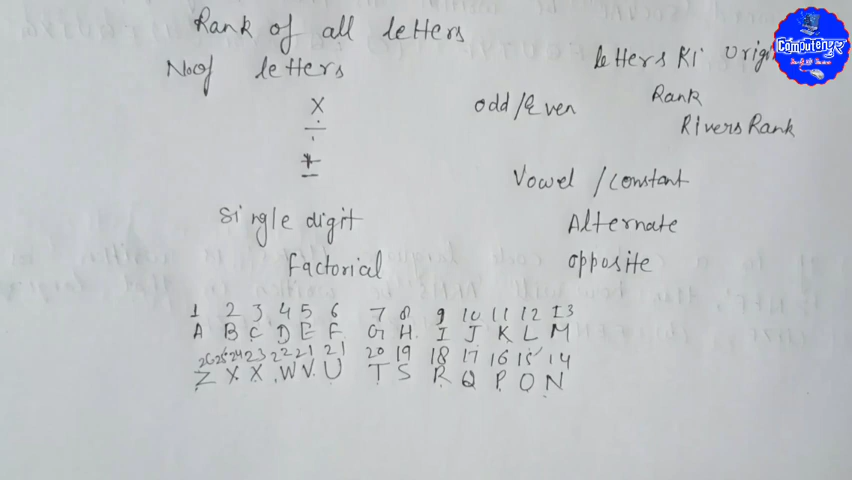 Rank of all letters
No.of letters
letters Ki Orig
Odd/Even
Rank
Rivers Rank
X
÷
+
−
Vowel / Constant
Single digit
Alternate
Factorial
opposite
1 2 3 4 5 6 7 8 9 10 11 12 13
A B C D E F G H I J K L M
26 25 24 23 22 21 21 20 19 18 17 16 15 14
Z Y X W V U T S R Q P O N